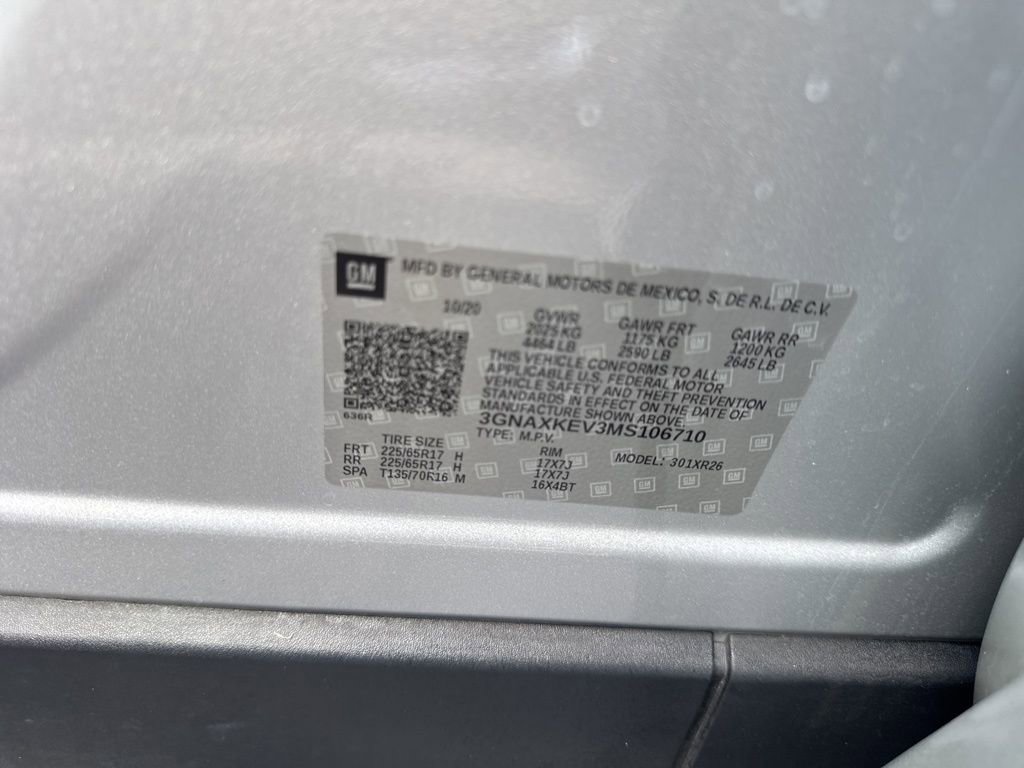 GM MFD BY GENERAL MOTORS DE MEXICO, S. DE R.L. DE C.V.
10/20 GVWR GAWR FRT GAWR RR
2025 KG 1175 KG 1200 KG
4464 LB 2590 LB 2645 LB
THIS VEHICLE CONFORMS TO ALL
APPLICABLE U.S. FEDERAL MOTOR
VEHICLE SAFETY AND THEFT PREVENTION
STANDARDS IN EFFECT ON THE DATE OF
MANUFACTURE SHOWN ABOVE.
636R
3GNAXKEV3MS106710
TYPE: M.P.V.
MODEL: 301XR26
TIRE SIZE RIM
FRT 225/65R17 H 17X7J
RR 225/65R17 H 17X7J
SPA T135/70R16 M 16X4BT